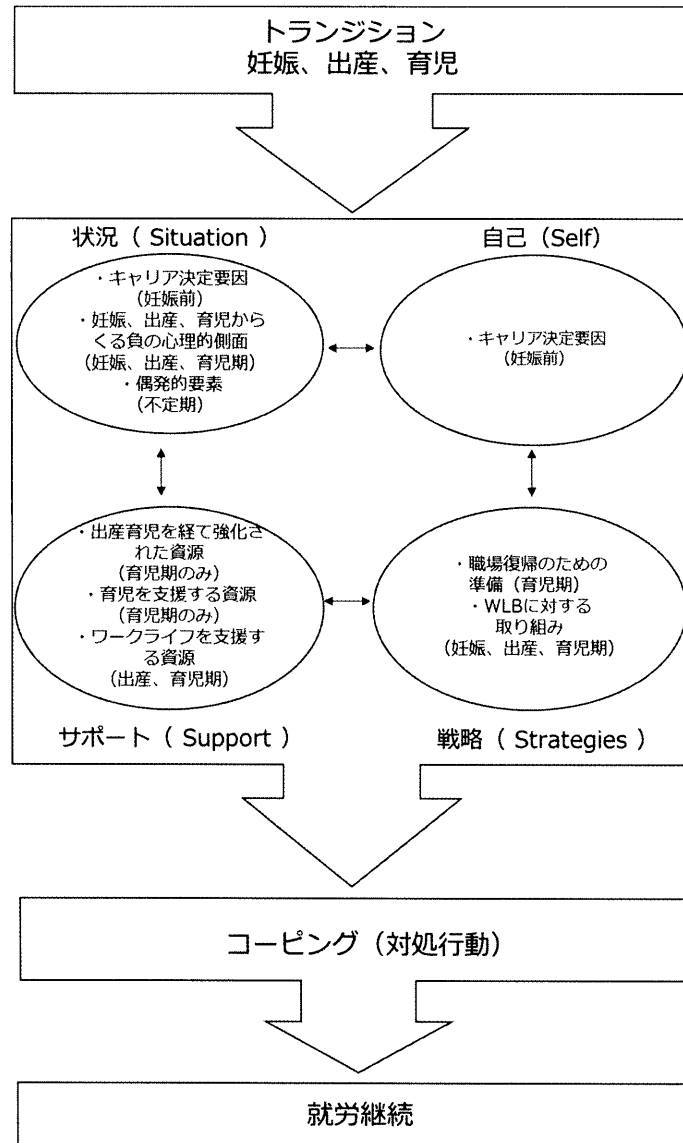 トランジション
妊娠、出産、育児
状況（ Situation ）
・キャリア決定要因
(妊娠前)
・妊娠、出産、育児から
くる負の心理的側面
(妊娠、出産、育児期)
・偶発的要素
(不定期)
自己（Self）
・キャリア決定要因
(妊娠前)
・出産育児を経て強化さ
れた資源
(育児期のみ)
・育児を支援する資源
(育児期のみ)
・ワークライフを支援す
る資源
(出産、育児期)
サポート（ Support ）
・職場復帰のための
準備（育児期）
・WLBに対する
取り組み
(妊娠、出産、育児期)
戦略（ Strategies ）
コーピング（対処行動）
就労継続